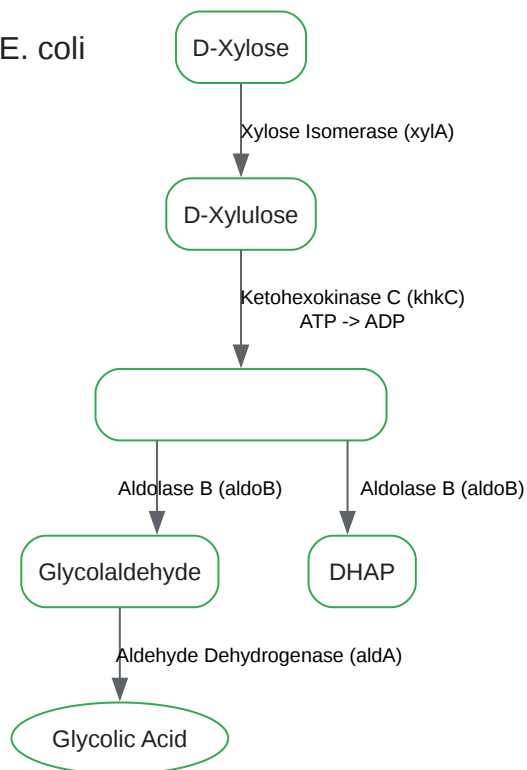 E. coli
D-Xylose
Xylose Isomerase (xylA)
D-Xylulose
Ketohexokinase C (khkC)
ATP -> ADP
Aldolase B (aldoB)
Aldolase B (aldoB)
Glycolaldehyde
DHAP
Aldehyde Dehydrogenase (aldA)
Glycolic Acid